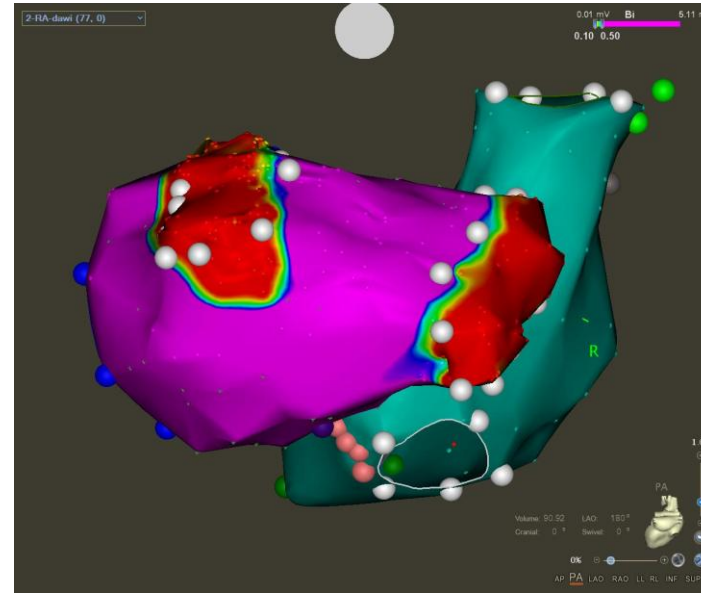 2-RA-dawi (77, 0)
0.01 mV Bi 5.11
0.10 0.50
R
1.
PA
Volume: 90.92 LAO: 180°
Cranial: 0 ° Swivel: 0 °
0%
AP PA LAO RAO LL RL INF SUP